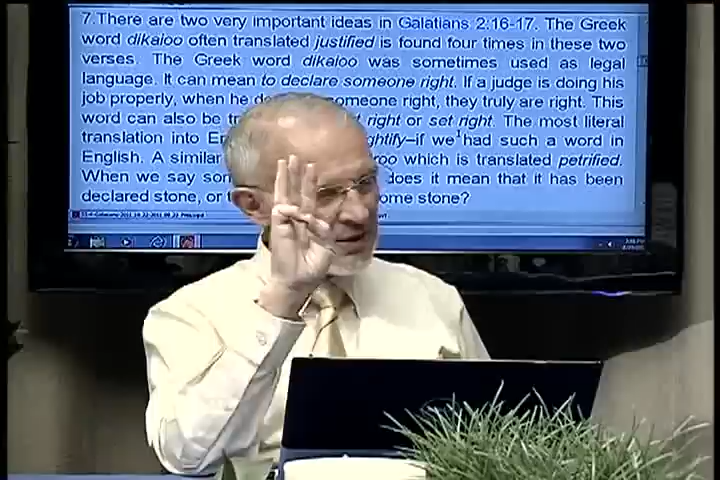 7.There are two very important ideas in Galatians 2:16-17. The Greek
word dikaioo often translated justified is found four times in these two
verses. The Greek word dikaioo was sometimes used as legal
language. It can mean to declare someone right. If a judge is doing his
job properly, when he de omeone right, they truly are right. This
word can also be tr t right or set right. The most literal
translation into En ghtify–if we had such a word in
English. A similar roo which is translated petrified.
When we say som does it mean that it has been
declared stone, or ome stone?